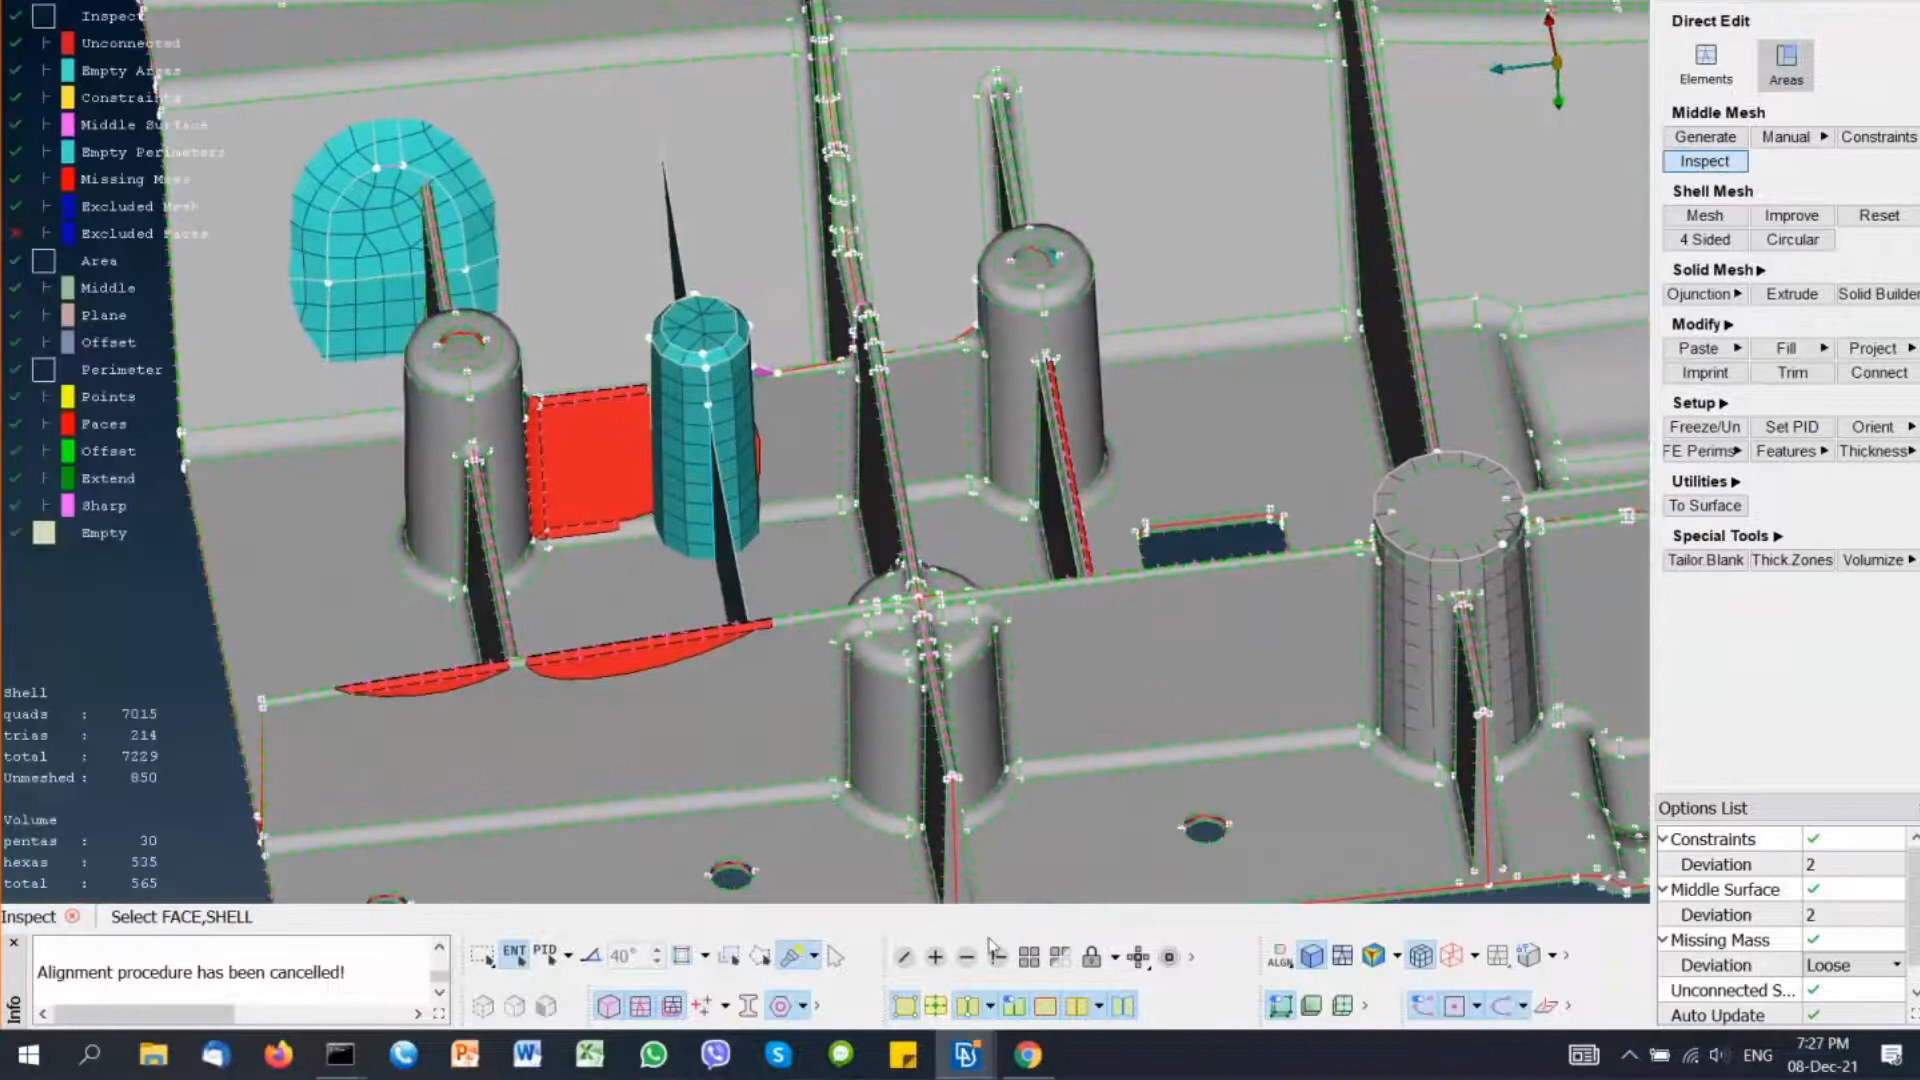 Inspect
Unconnected
Empty Areas
Constraints
Middle Surface
Empty Perimeters
Missing Mass
Excluded Mesh
Excluded Faces
Area
Middle
Plane
Offset
Perimeter
Points
Faces
Offset
Extend
Sharp
Empty
Shell
quads : 7015
trias : 214
total : 7229
Unmeshed : 850
Volume
pentas : 30
hexas : 535
total : 565
Direct Edit
Elements Areas
Middle Mesh
Generate Manual Constraints
Inspect
Shell Mesh
Mesh Improve Reset
4 Sided Circular
Solid Mesh
Ojunction Extrude Solid Builder
Modify
Paste Fill Project
Imprint Trim Connect
Setup
Freeze/Un Set PID Orient
FE Perims Features Thickness
Utilities
To Surface
Special Tools
Tailor.Blank Thick.Zones Volumize
Options List
Constraints
Deviation 2
Middle Surface
Deviation 2
Missing Mass
Deviation Loose
Unconnected S...
Auto Update
Inspect Select FACE,SHELL
Alignment procedure has been cancelled!
Info
ENT PID 40°
ALGN
ENG
7:27 PM
08-Dec-21